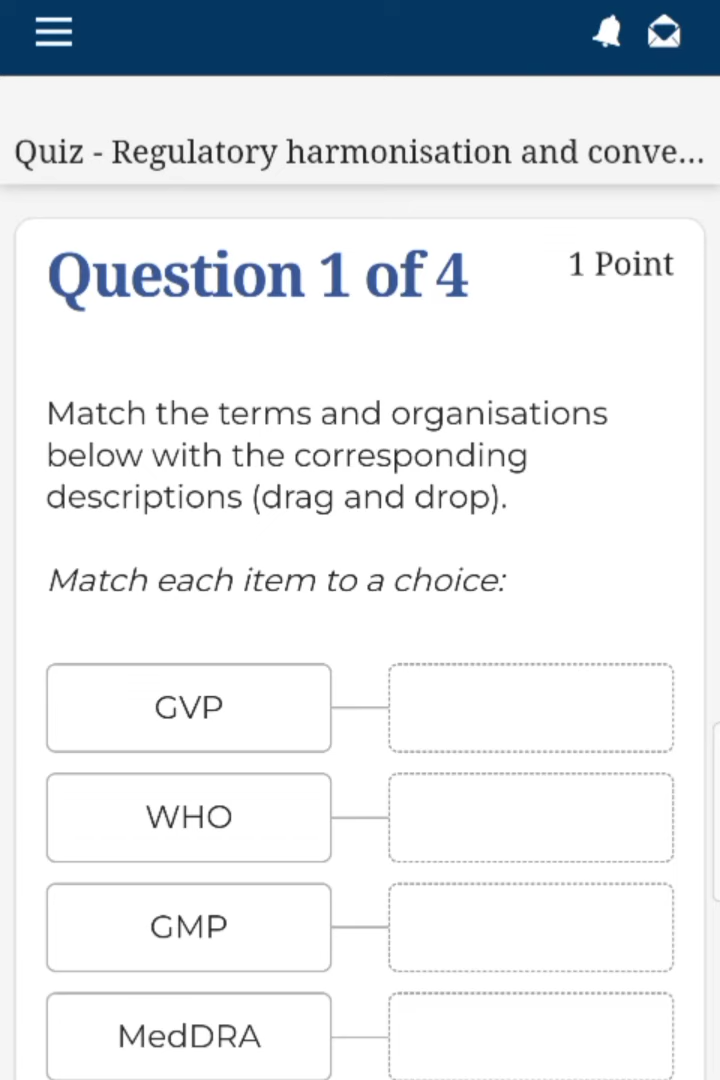 Quiz - Regulatory harmonisation and conve...
Question 1 of 4
1 Point
Match the terms and organisations
below with the corresponding
descriptions (drag and drop).
Match each item to a choice:
GVP
WHO
GMP
MedDRA